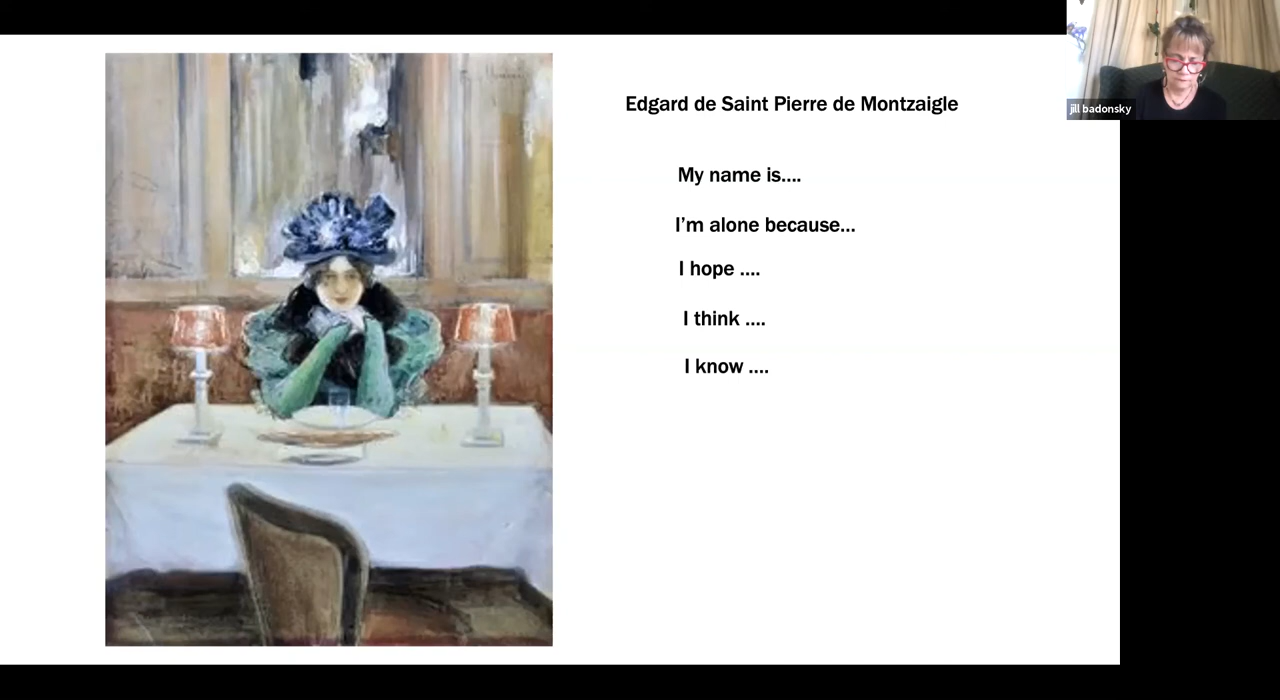 Edgard de Saint Pierre de Montzaigle
My name is....
I'm alone because...
I hope ....
I think ....
I know ....
jill badonsky